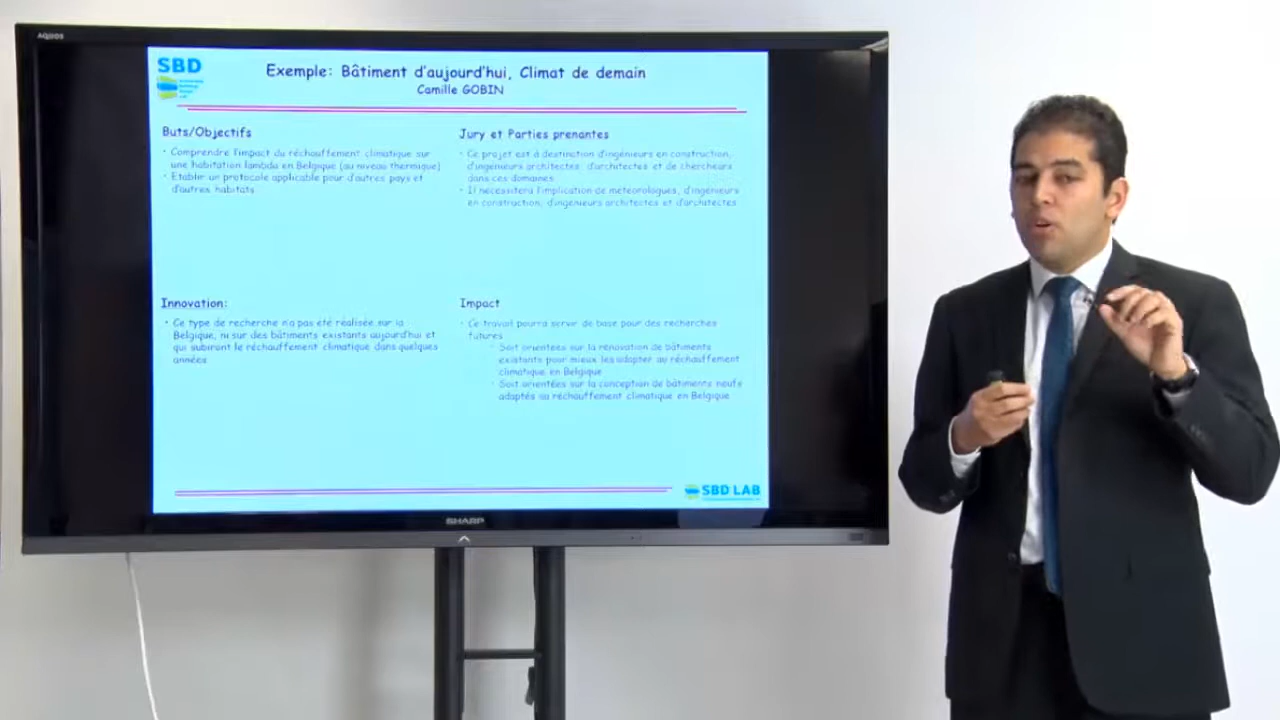 AQUOS
SBD
Exemple: Bâtiment d'aujourd'hui, Climat de demain
Camille GOBIN
Buts/Objectifs
• Comprendre l'impact du réchauffement climatique sur
une habitation lambda en Belgique (au niveau thermique)
• Etablir un protocole applicable pour d'autres pays et
d'autres habitats
Jury et Parties prenantes
• Ce projet est à destination d'ingénieurs en construction,
d'ingénieurs architectes, d'architectes et de chercheurs
dans ces domaines
• Il nécessitera l'implication de météorologues, d'ingénieurs
en construction, d'ingénieurs architectes et d'architectes
Innovation:
• Ce type de recherche n'a pas été réalisée sur la
Belgique, ni sur des bâtiments existants aujourd'hui et
qui subiront le réchauffement climatique dans quelques
années
Impact
• Ce travail pourra servir de base pour des recherches
futures
• Soit orientées sur la rénovation de bâtiments
existants pour mieux les adapter au réchauffement
climatique en Belgique
• Soit orientées sur la conception de bâtiments neufs
adaptés au réchauffement climatique en Belgique
SBD LAB
SHARP